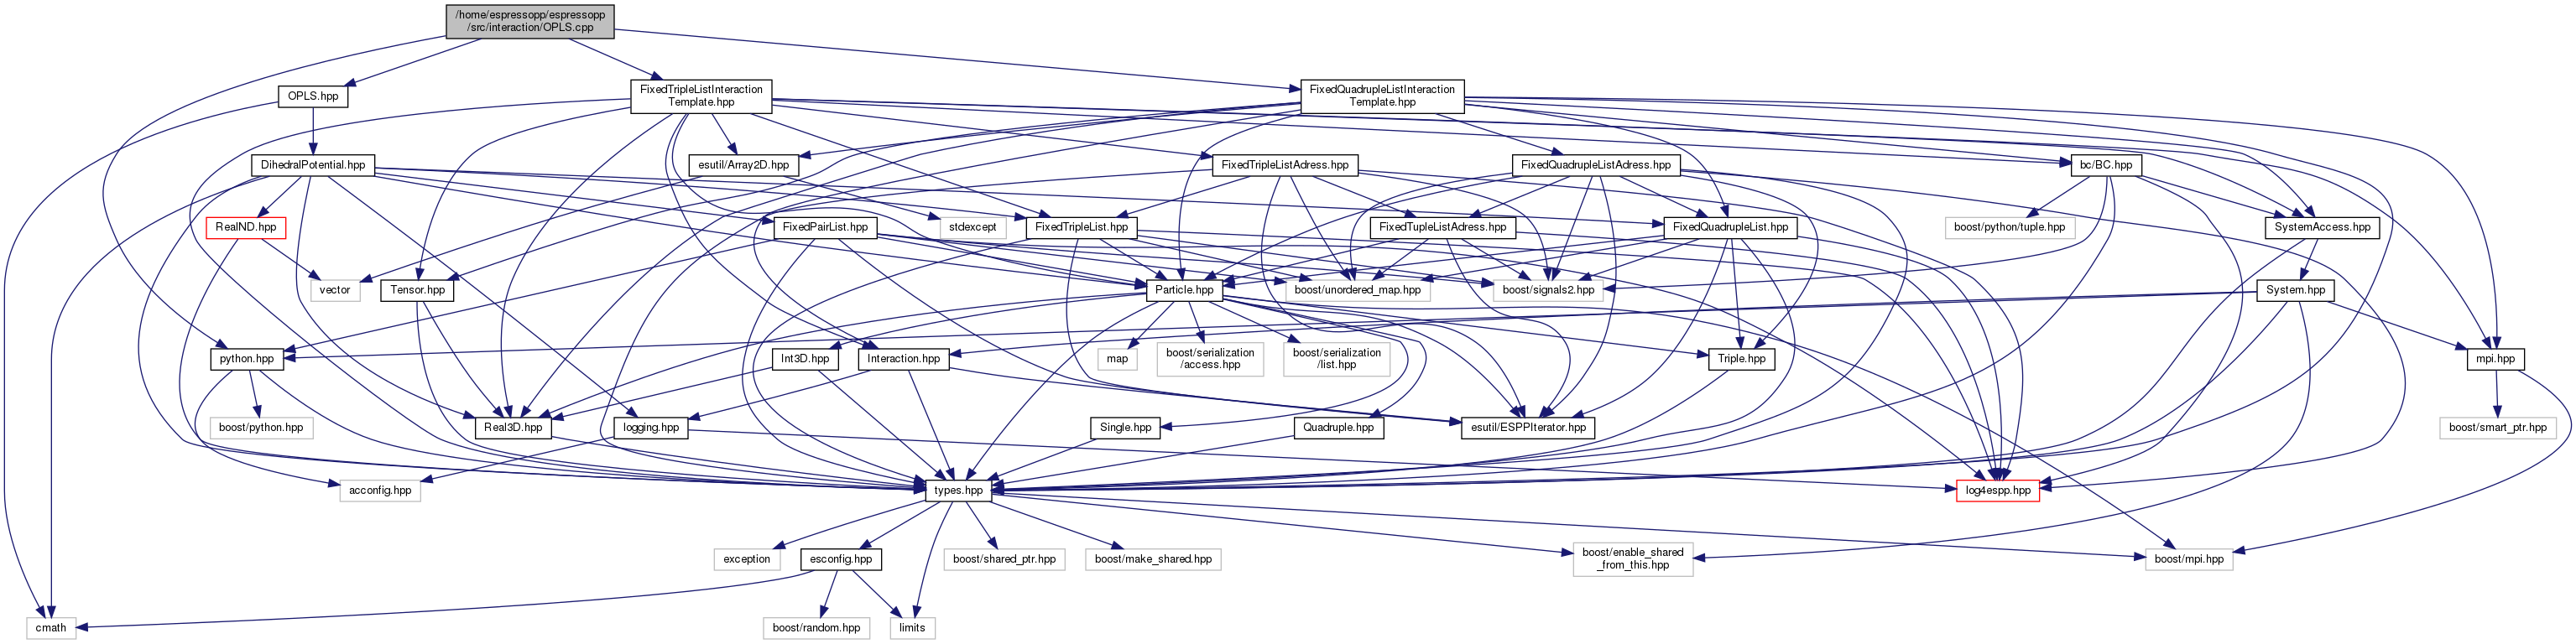 /home/espressopp/espressopp
/src/interaction/OPLS.cpp
OPLS.hpp
FixedTripleListInteraction
Template.hpp
FixedQuadrupleListInteraction
Template.hpp
DihedralPotential.hpp
esutil/Array2D.hpp
FixedTripleListAdress.hpp
FixedQuadrupleListAdress.hpp
bc/BC.hpp
RealND.hpp
FixedPairList.hpp
stdexcept
FixedTripleList.hpp
FixedTupleListAdress.hpp
FixedQuadrupleList.hpp
boost/python/tuple.hpp
SystemAccess.hpp
vector
Tensor.hpp
Particle.hpp
boost/unordered_map.hpp
boost/signals2.hpp
System.hpp
python.hpp
Int3D.hpp
Interaction.hpp
map
boost/serialization
/access.hpp
boost/serialization
/list.hpp
Triple.hpp
mpi.hpp
boost/python.hpp
Real3D.hpp
logging.hpp
Single.hpp
Quadruple.hpp
esutil/ESPPIterator.hpp
boost/smart_ptr.hpp
acconfig.hpp
types.hpp
log4espp.hpp
exception
esconfig.hpp
boost/shared_ptr.hpp
boost/make_shared.hpp
boost/enable_shared
_from_this.hpp
boost/mpi.hpp
cmath
boost/random.hpp
limits